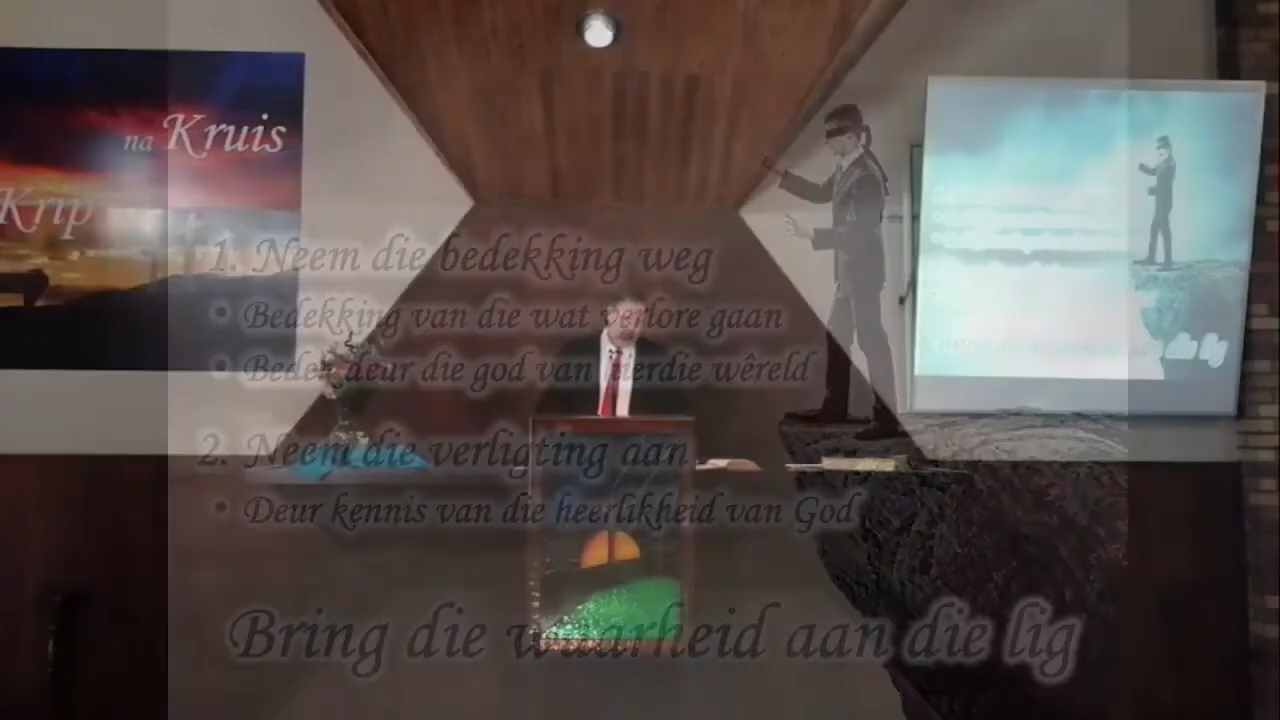 na Kruis
Krip
1. Neem die bedekking weg
• Bedekking van die wat verlore gaan
• Bedek deur die god van hierdie wêreld
2. Neem die verligting aan
• Deur kennis van die heerlikheid van God
Bring die waarheid aan die lig